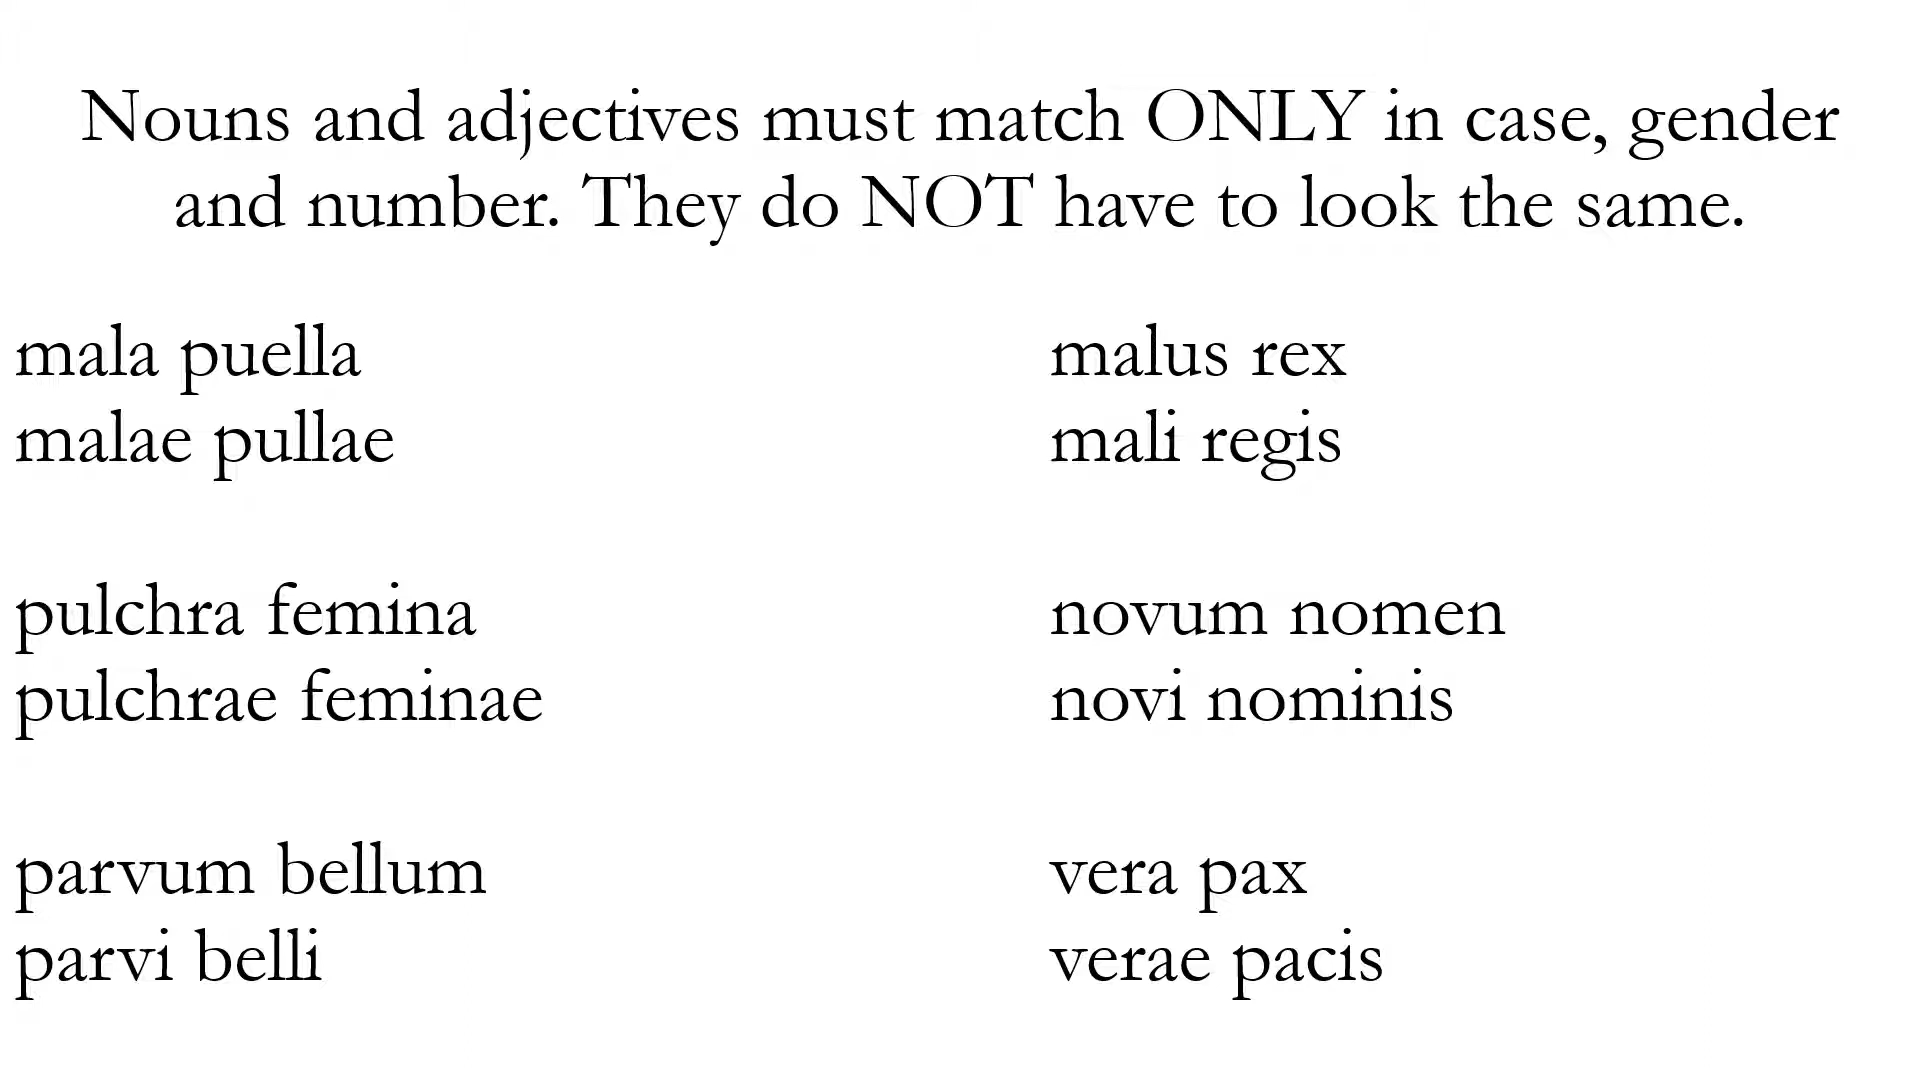 Nouns and adjectives must match ONLY in case, gender
and number. They do NOT have to look the same.
mala puella
malae pullae
pulchra femina
pulchrae feminae
parvum bellum
parvi belli
malus rex
mali regis
novum nomen
novi nominis
vera pax
verae pacis